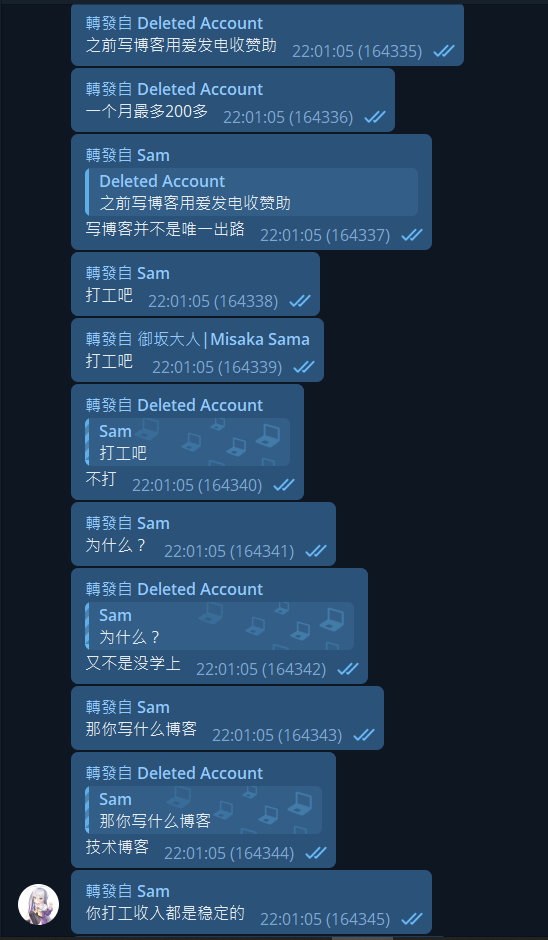 轉發自 Deleted Account
之前写博客用爱发电收赞助 22:01:05 (164335)
轉發自 Deleted Account
一个月最多200多 22:01:05 (164336)
轉發自 Sam
Deleted Account
之前写博客用爱发电收赞助
写博客并不是唯一出路 22:01:05 (164337)
轉發自 Sam
打工吧 22:01:05 (164338)
轉發自 御坂大人|Misaka Sama
打工吧 22:01:05 (164339)
轉發自 Deleted Account
Sam
打工吧
不打 22:01:05 (164340)
轉發自 Sam
为什么？ 22:01:05 (164341)
轉發自 Deleted Account
Sam
为什么？
又不是没学上 22:01:05 (164342)
轉發自 Sam
那你写什么博客 22:01:05 (164343)
轉發自 Deleted Account
Sam
那你写什么博客
技术博客 22:01:05 (164344)
轉發自 Sam
你打工收入都是稳定的 22:01:05 (164345)